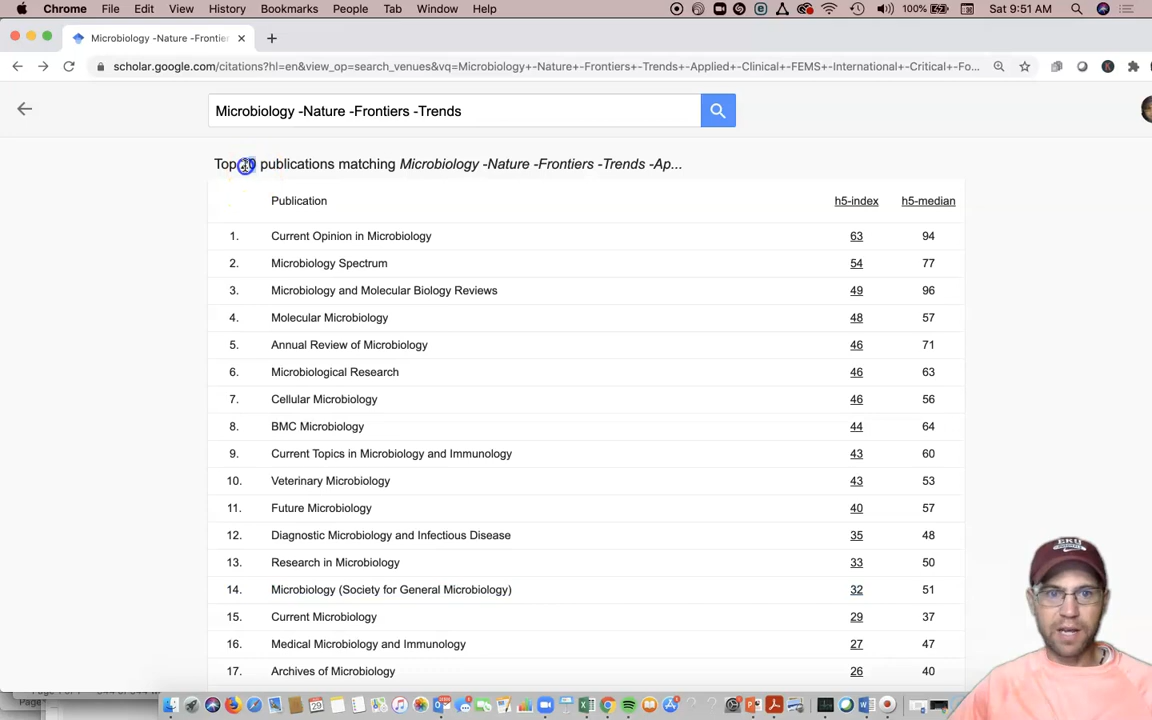 Chrome File Edit View History Bookmarks People Tab Window Help 100% Sat 9:51 AM
Microbiology -Nature -Frontier
scholar.google.com/citations?hl=en&view_op=search_venues&vq=Microbiology+-Nature+-Frontiers+-Trends+-Applied+-Clinical+-FEMS+-International+-Critical+-Fo...
Microbiology -Nature -Frontiers -Trends
Top publications matching Microbiology -Nature -Frontiers -Trends -Ap...
Publication h5-index h5-median
1. Current Opinion in Microbiology 63 94
2. Microbiology Spectrum 54 77
3. Microbiology and Molecular Biology Reviews 49 96
4. Molecular Microbiology 48 57
5. Annual Review of Microbiology 46 71
6. Microbiological Research 46 63
7. Cellular Microbiology 46 56
8. BMC Microbiology 44 64
9. Current Topics in Microbiology and Immunology 43 60
10. Veterinary Microbiology 43 53
11. Future Microbiology 40 57
12. Diagnostic Microbiology and Infectious Disease 35 48
13. Research in Microbiology 33 50
14. Microbiology (Society for General Microbiology) 32 51
15. Current Microbiology 29 37
16. Medical Microbiology and Immunology 27 47
17. Archives of Microbiology 26 40
EKU